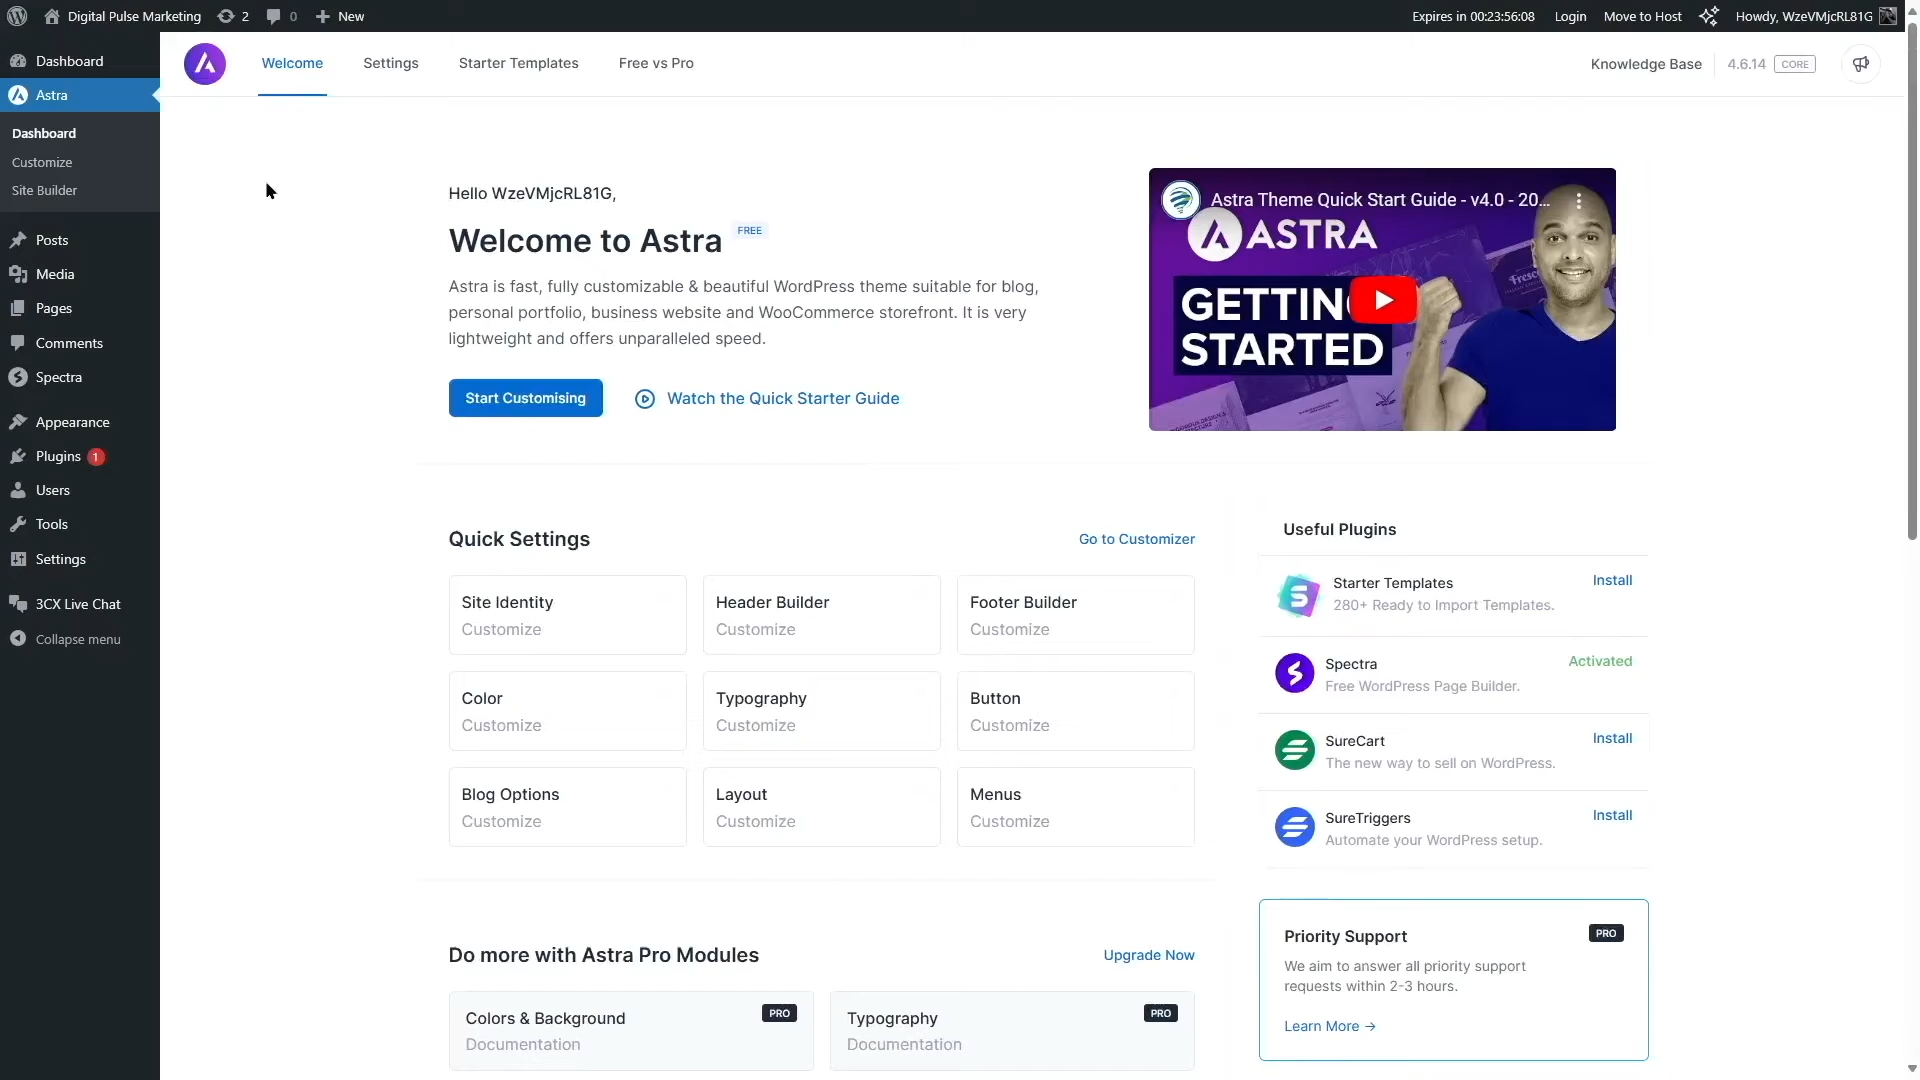 Digital Pulse Marketing
2
0
New
Expires in 00:23:56:08
Login
Move to Host
Howdy, WzeVMjcRL81G
Dashboard
Astra
Dashboard
Customize
Site Builder
Posts
Media
Pages
Comments
Spectra
Appearance
Plugins 1
Users
Tools
Settings
3CX Live Chat
Collapse menu
Welcome
Settings
Starter Templates
Free vs Pro
Knowledge Base
4.6.14
CORE
Hello WzeVMjcRL81G,
Welcome to Astra
FREE
Astra is fast, fully customizable & beautiful WordPress theme suitable for blog,
personal portfolio, business website and WooCommerce storefront. It is very
lightweight and offers unparalleled speed.
Start Customising
Watch the Quick Starter Guide
Astra Theme Quick Start Guide - v4.0 - 20...
ASTRA
GETTING
STARTED
Quick Settings
Go to Customizer
Site Identity
Customize
Header Builder
Customize
Footer Builder
Customize
Color
Customize
Typography
Customize
Button
Customize
Blog Options
Customize
Layout
Customize
Menus
Customize
Useful Plugins
Starter Templates
Install
280+ Ready to Import Templates.
Spectra
Activated
Free WordPress Page Builder.
SureCart
Install
The new way to sell on WordPress.
SureTriggers
Install
Automate your WordPress setup.
Do more with Astra Pro Modules
Upgrade Now
Colors & Background
PRO
Documentation
Typography
PRO
Documentation
Priority Support
PRO
We aim to answer all priority support
requests within 2-3 hours.
Learn More →